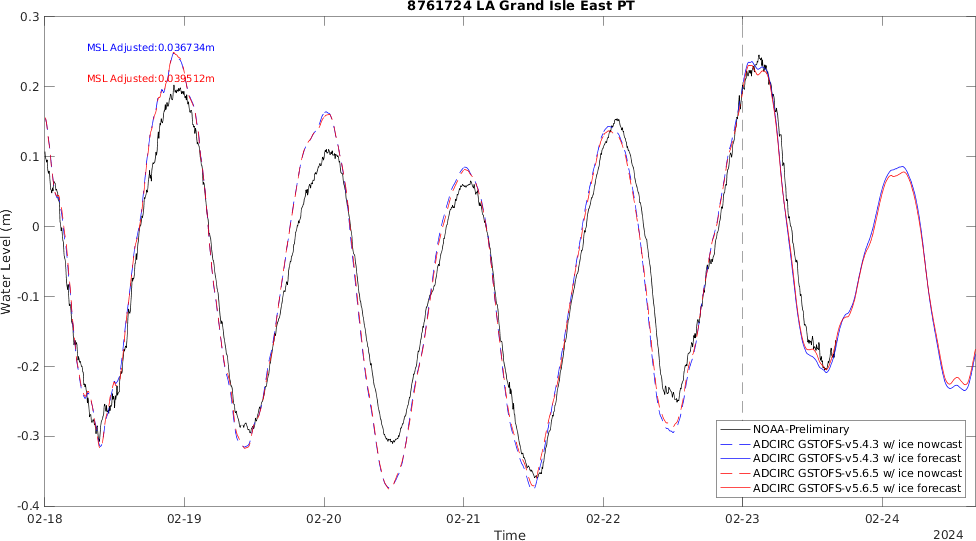 8761724 LA Grand Isle East PT
0.3
MSL Adjusted:0.036734m
MSL Adjusted:0.039512m
0.2
0.1
0
-0.1
-0.2
-0.3
-0.4
Water Level (m)
NOAA-Preliminary
ADCIRC GSTOFS-v5.4.3 w/ ice nowcast
ADCIRC GSTOFS-v5.4.3 w/ ice forecast
ADCIRC GSTOFS-v5.6.5 w/ ice nowcast
ADCIRC GSTOFS-v5.6.5 w/ ice forecast
02-18 02-19 02-20 02-21 02-22 02-23 02-24
Time
2024